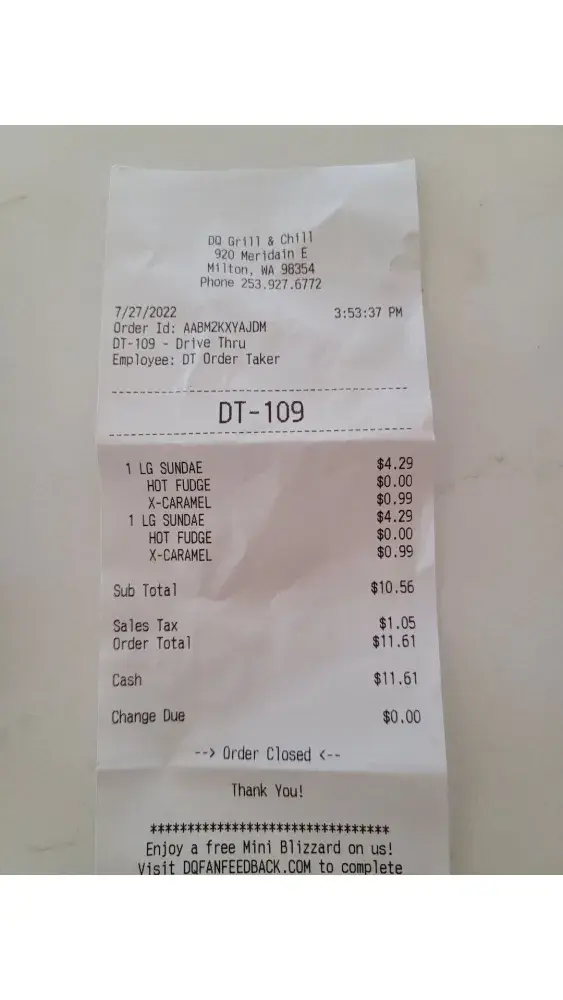 DQ Grill & Chill
920 Meridain E
Milton, WA 98354
Phone 253.927.6772
7/27/2022 3:53:37 PM
Order Id: AABM2KXYAJDM
DT-109 - Drive Thru
Employee: DT Order Taker
DT-109
1 LG SUNDAE $4.29
HOT FUDGE $0.00
X-CARAMEL $0.99
1 LG SUNDAE $4.29
HOT FUDGE $0.00
X-CARAMEL $0.99
Sub Total $10.56
Sales Tax $1.05
Order Total $11.61
Cash $11.61
Change Due $0.00
--> Order Closed <--
Thank You!
********************************
Enjoy a free Mini Blizzard on us!
Visit DQFANFEEDBACK.COM to complete